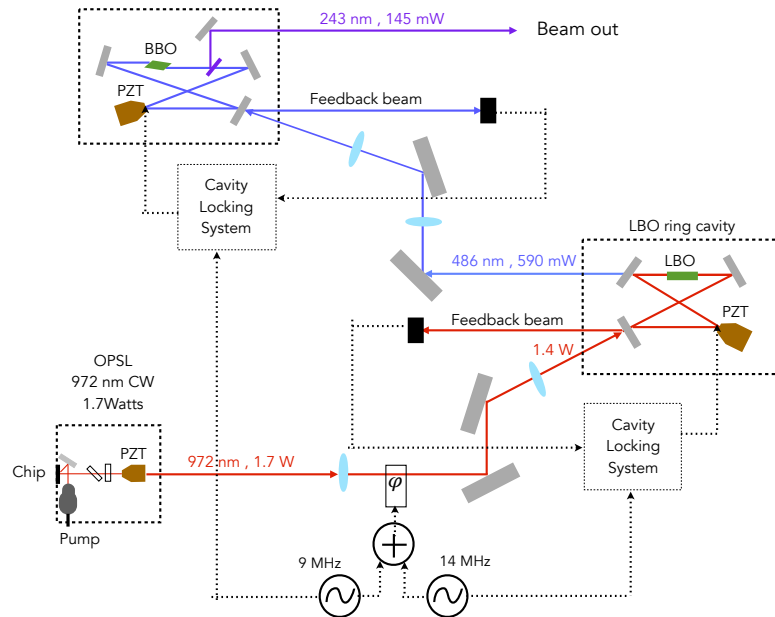 243 nm , 145 mW
Beam out
BBO
PZT
Feedback beam
Cavity
Locking
System
LBO ring cavity
486 nm , 590 mW
LBO
PZT
Feedback beam
1.4 W
OPSL
972 nm CW
1.7Watts
PZT
Chip
972 nm , 1.7 W
φ
Cavity
Locking
System
Pump
9 MHz
14 MHz